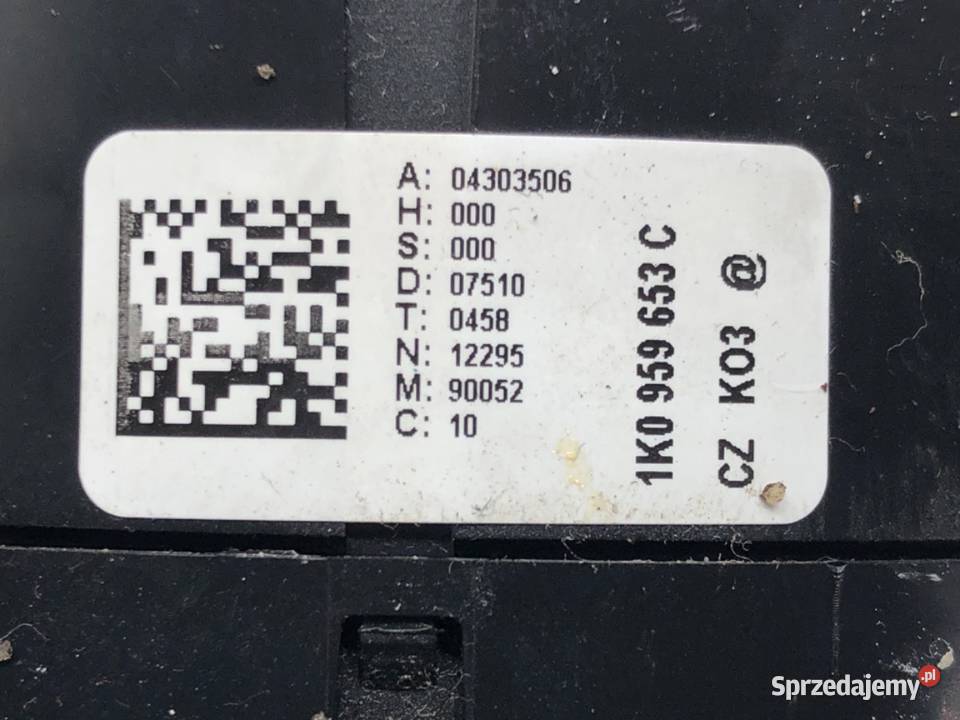 A: 04303506
H: 000
S: 000
D: 07510
T: 0458
N: 12295
M: 90052
C: 10
1K0 959 653 C
CZ KO3 @
Sprzedajemy.pl